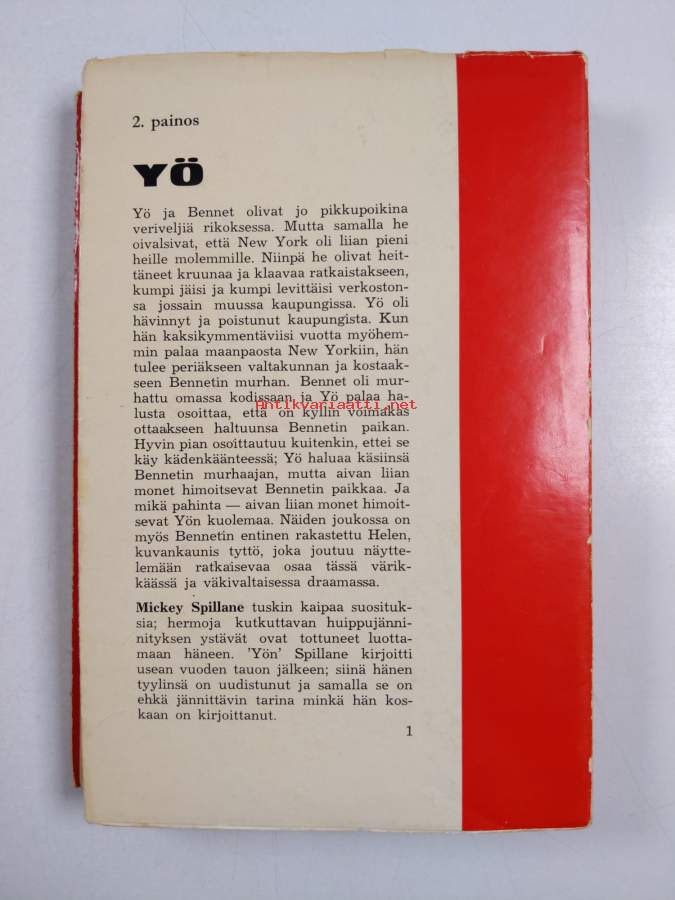 2. painos
YÖ
Yö ja Bennet olivat jo pikkupoikina
veriveljiä rikoksessa. Mutta samalla he
oivalsivat, että New York oli liian pieni
heille molemmille. Niinpä he olivat heit-
täneet kruunaa ja klaavaa ratkaistakseen,
kumpi jäisi ja kumpi levittäisi verkoston-
sa jossain muussa kaupungissa. Yö oli
hävinnyt ja poistunut kaupungista. Kun
hän kaksikymmentäviisi vuotta myöhem-
min palaa maanpaosta New Yorkiin, hän
tulee periäkseen valtakunnan ja kostaak-
seen Bennetin murhan. Bennet oli mur-
hattu omassa kodissaan ja Yö palaa ha-
Antikvariaatti.net
lusta osoittaa, että on kyllin voimakas
ottaakseen haltuunsa Bennetin paikan.
Hyvin pian osoittautuu kuitenkin, ettei se
käy kädenkäänteessä; Yö haluaa käsiinsä
Bennetin murhaajan, mutta aivan liian
monet himoitsevat Bennetin paikkaa. Ja
mikä pahinta — aivan liian monet himoit-
sevat Yön kuolemaa. Näiden joukossa on
myös Bennetin entinen rakastettu Helen,
kuvankaunis tyttö, joka joutuu näytte-
lemään ratkaisevaa osaa tässä värik-
käässä ja väkivaltaisessa draamassa.
Mickey Spillane tuskin kaipaa suosituk-
sia; hermoja kutkuttavan huippujänni-
nityksen ystävät ovat tottuneet luotta-
maan häneen. 'Yön' Spillane kirjoitti
usean vuoden tauon jälkeen; siinä hänen
tyylinsä on uudistunut ja samalla se on
ehkä jännittävin tarina minkä hän kos-
kaan on kirjoittanut.
1